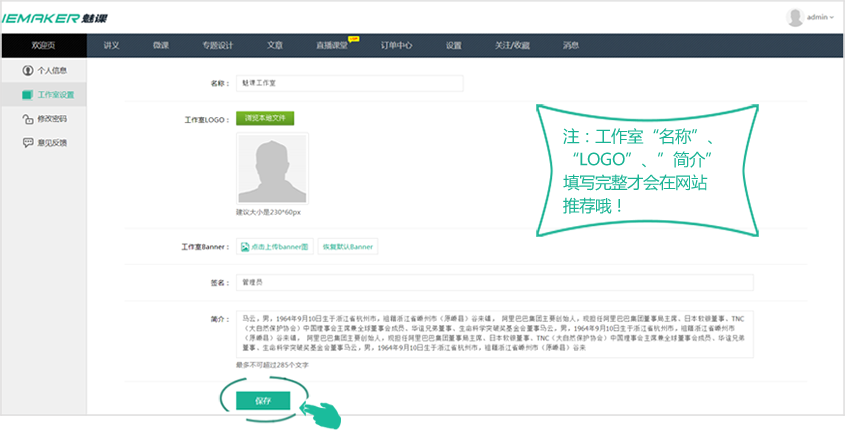 IEMAKER魅课
admin
欢迎页 讲义 微课 专题设计 文章 直播课堂 订单中心 设置 关注/收藏 消息
个人信息
工作室设置
修改密码
意见反馈
名称： 魅课工作室
工作室LOGO： 浏览本地文件
建议大小是230*60px
工作室Banner： 点击上传banner图 恢复默认Banner
签名： 管理员
简介： 马云，男，1964年9月10日生于浙江省杭州市，祖籍浙江省嵊州市（原嵊县）谷来镇， 阿里巴巴集团主要创始人，现担任阿里巴巴集团董事局主席、日本软银董事、TNC
（大自然保护协会）中国理事会主席兼全球董事会成员、华谊兄弟董事、生命科学突破奖基金会董事马云，男，1964年9月10日生于浙江省杭州市，祖籍浙江省嵊州市
（原嵊县）谷来镇， 阿里巴巴集团主要创始人，现担任阿里巴巴集团董事局主席、日本软银董事、TNC（大自然保护协会）中国理事会主席兼全球董事会成员、华谊兄弟
董事、生命科学突破奖基金会董事马云，男，1964年9月10日生于浙江省杭州市，祖籍浙江省嵊州市（原嵊县）谷来
最多不可超过285个文字
保存
注：工作室“名称”、
“LOGO”、”简介”
填写完整才会在网站
推荐哦！